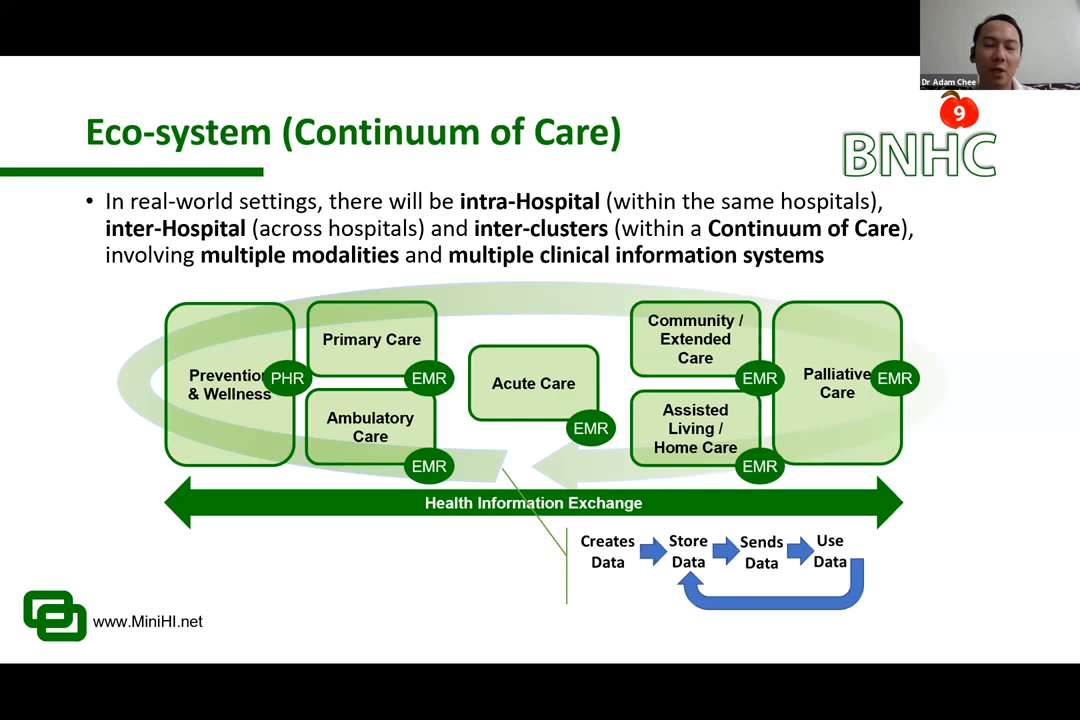 Dr Adam Chee
Eco-system (Continuum of Care)
9
BNHC
• In real-world settings, there will be intra-Hospital (within the same hospitals),
inter-Hospital (across hospitals) and inter-clusters (within a Continuum of Care),
involving multiple modalities and multiple clinical information systems
Prevention
& Wellness
PHR
Primary Care
EMR
Ambulatory
Care
EMR
Acute Care
EMR
Community /
Extended
Care
EMR
Assisted
Living /
Home Care
EMR
Palliative
Care
EMR
Health Information Exchange
Creates
Data
Store
Data
Sends
Data
Use
Data
www.MiniHI.net